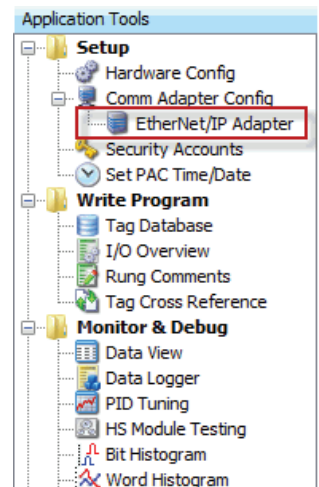 Application Tools
Setup
Hardware Config
Comm Adapter Config
EtherNet/IP Adapter
Security Accounts
Set PAC Time/Date
Write Program
Tag Database
I/O Overview
Rung Comments
Tag Cross Reference
Monitor & Debug
Data View
Data Logger
PID Tuning
HS Module Testing
Bit Histogram
Word Histogram